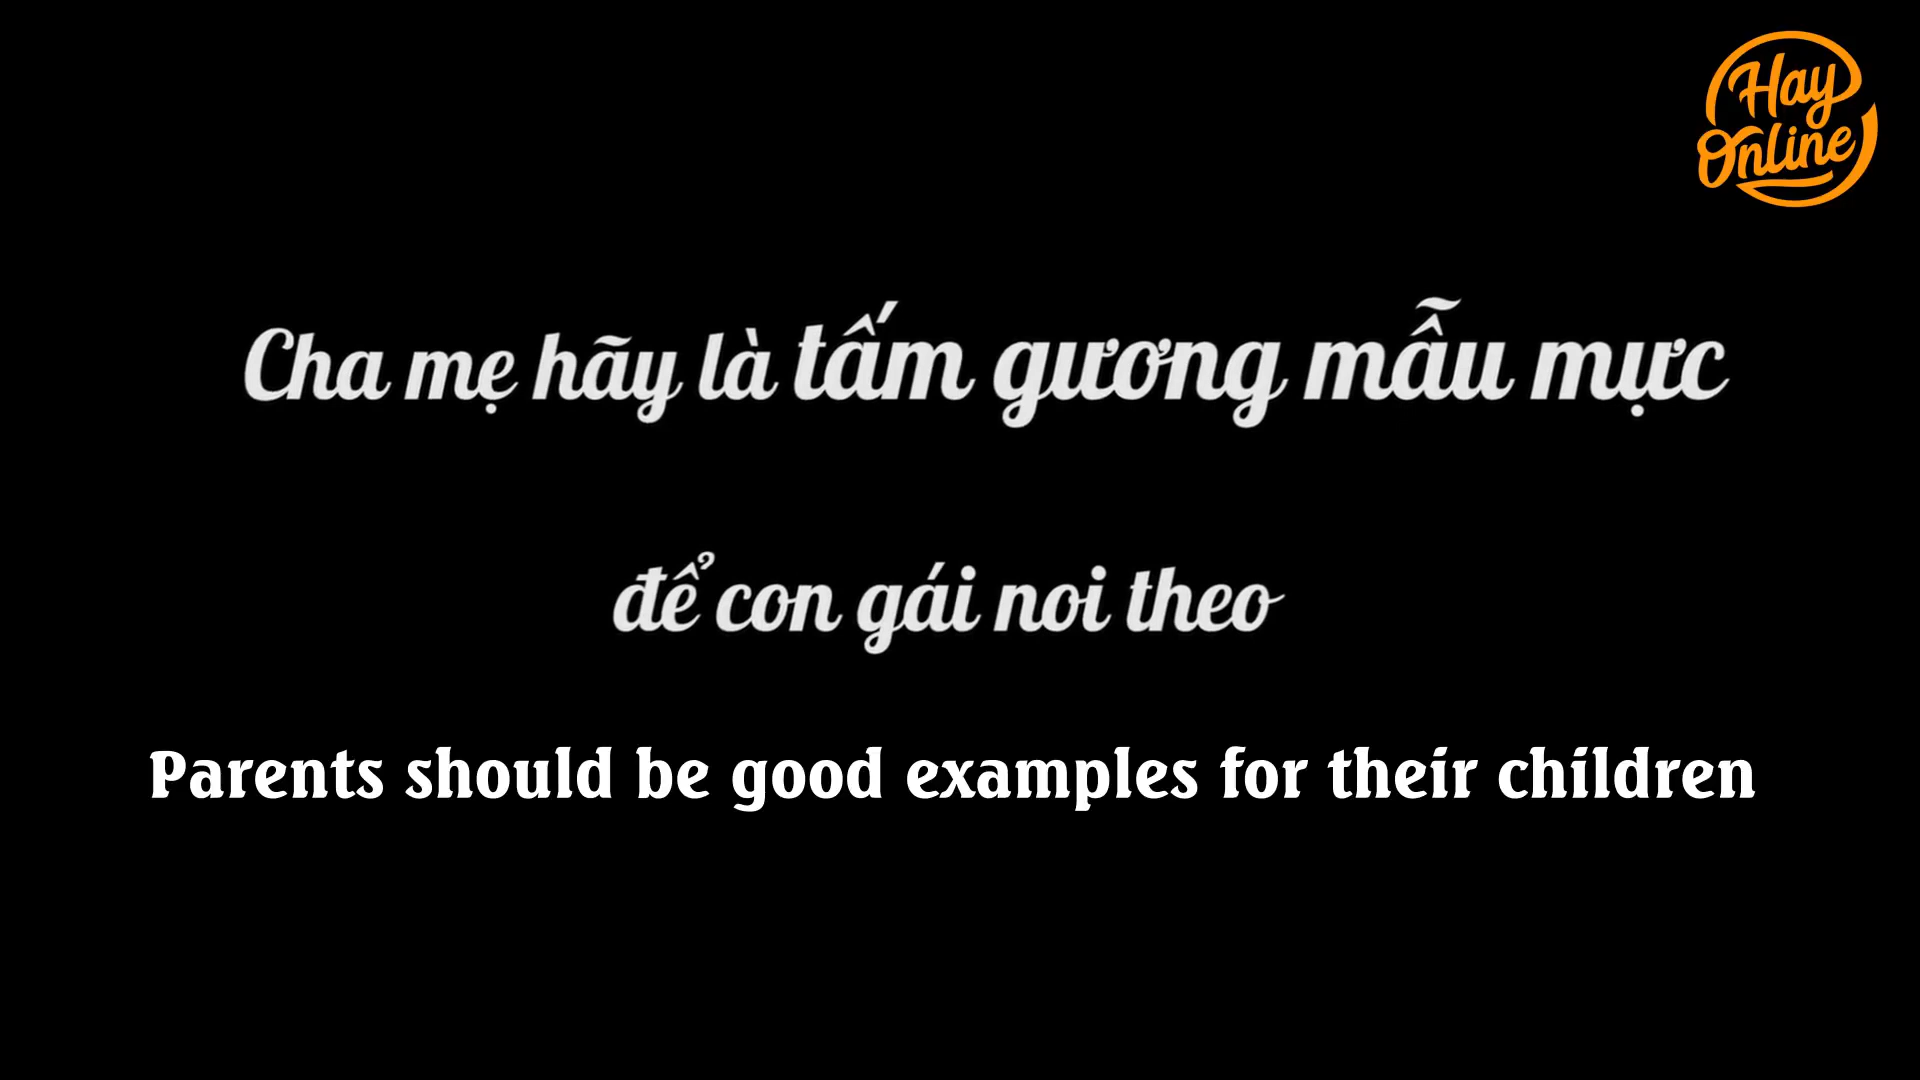 Hay
Online
Cha mẹ hãy là tấm gương mẫu mực
để con gái noi theo
Parents should be good examples for their children